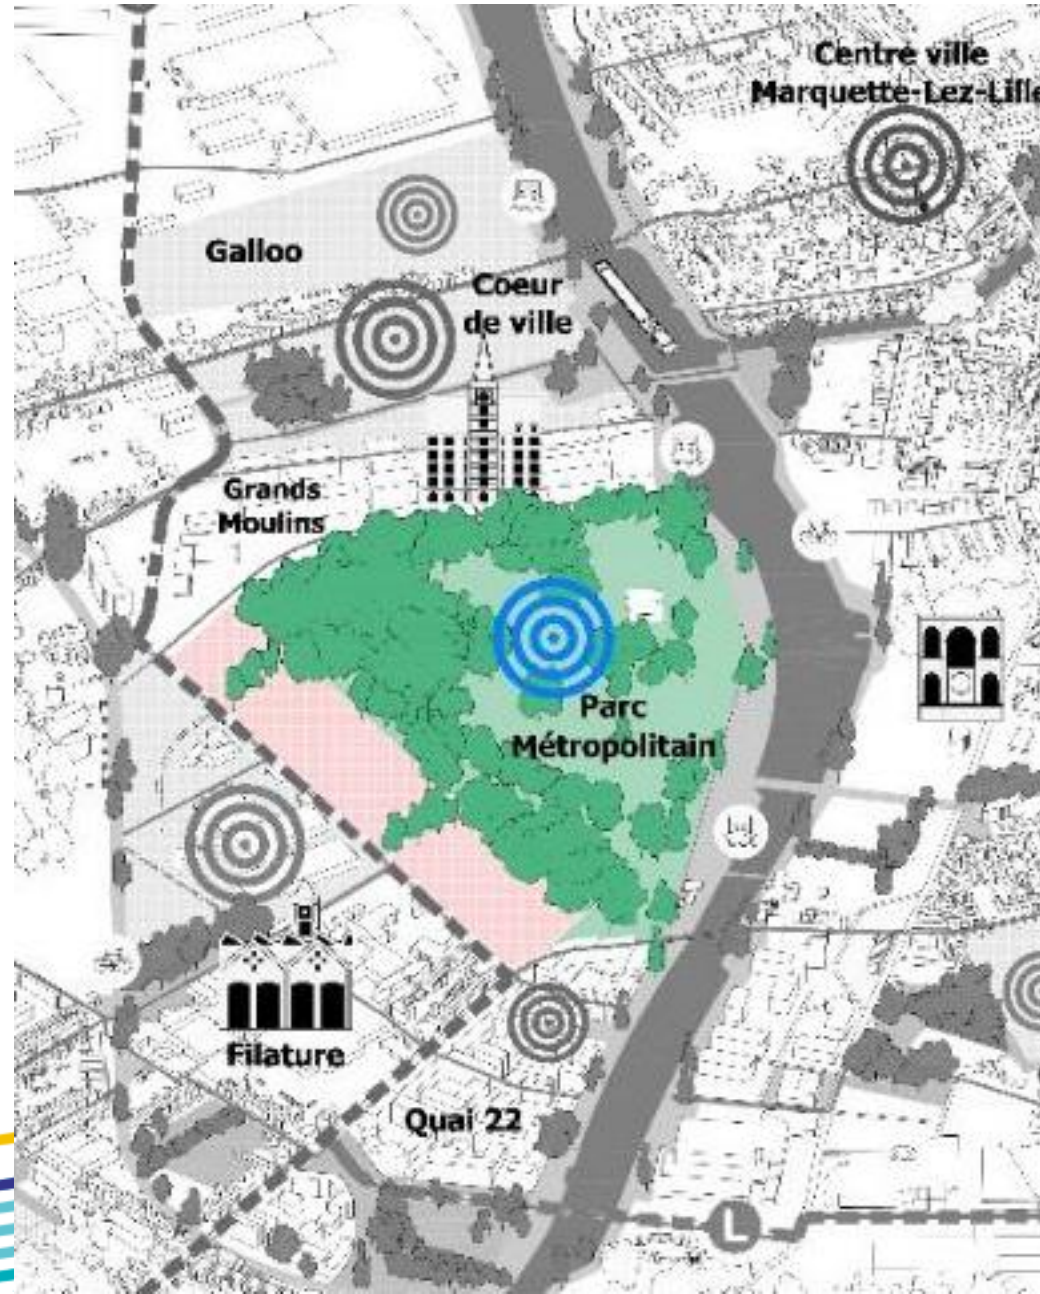 Centre ville
Marquette-Lez-Lille
Galloo
Coeur
de ville
Grands
Moulins
Parc
Métropolitain
Filature
Quai 22
L